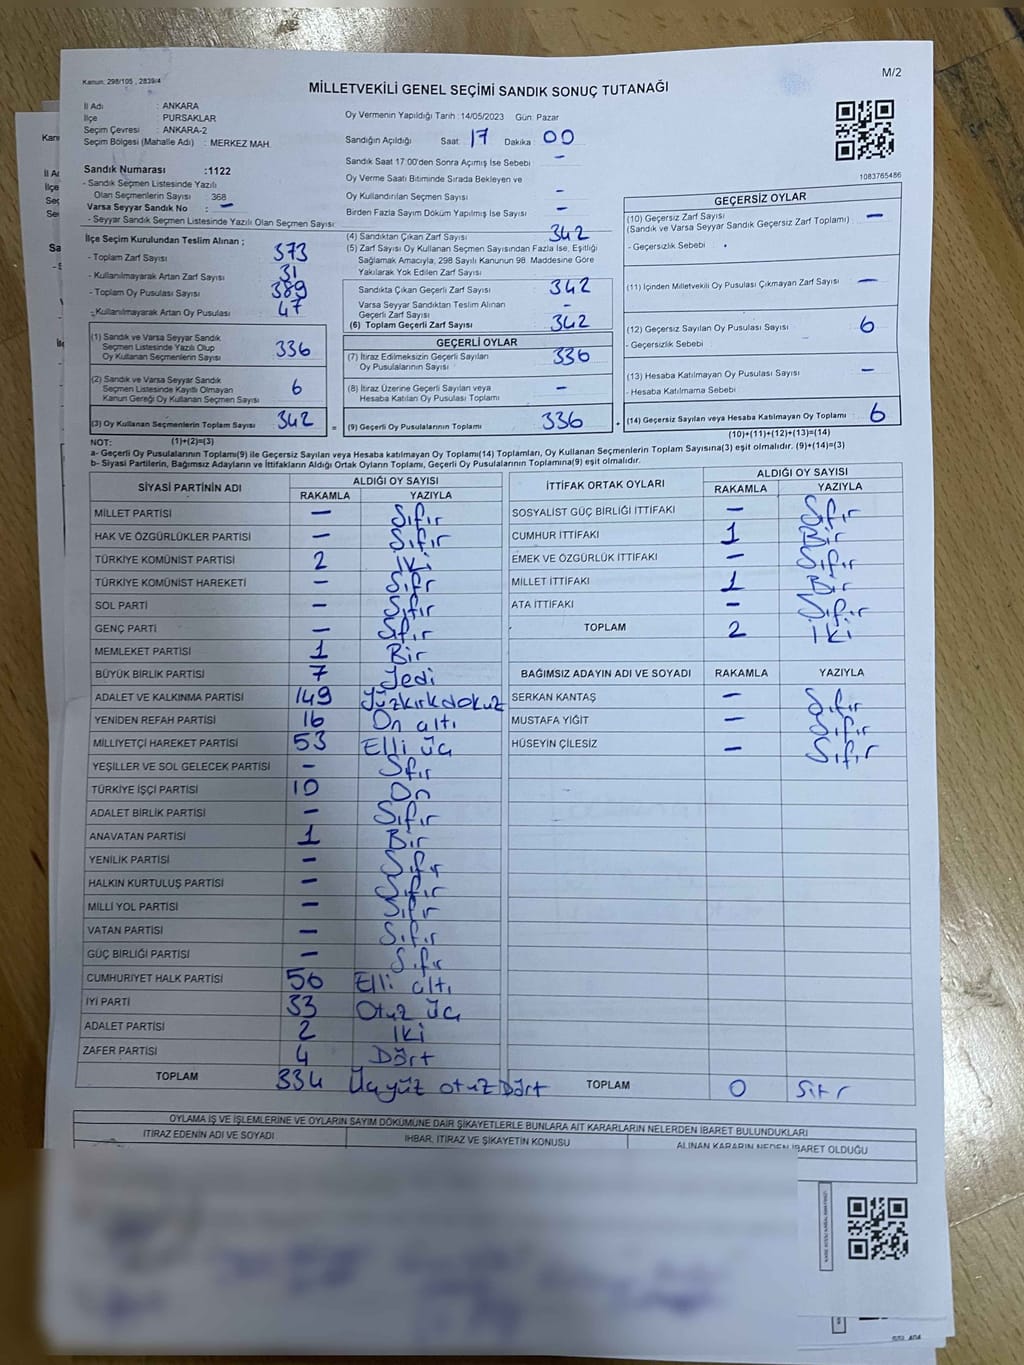 Kanun. 298/105 , 2839/4
M/2
MİLLETVEKİLİ GENEL SEÇİMİ SANDIK SONUÇ TUTANAĞI
İl Adı : ANKARA
İlçe : PURSAKLAR
Seçim Çevresi : ANKARA-2
Seçim Bölgesi (Mahalle Adı) : MERKEZ MAH.
Sandık Numarası :1122
- Sandık Seçmen Listesinde Yazılı
Olan Seçmenlerin Sayısı : 368
Varsa Seyyar Sandık No : -
- Seyyar Sandık Seçmen Listesinde Yazılı Olan Seçmen Sayısı :
Oy Vermenin Yapıldığı Tarih : 14/05/2023 Gün: Pazar
Sandığın Açıldığı Saat 17 Dakika 00
Sandık Saat 17:00'den Sonra Açımış İse Sebebi -
Oy Verme Saati Bitiminde Sırada Bekleyen ve
Oy Kullandırılan Seçmen Sayısı -
Birden Fazla Sayım Döküm Yapılmış İse Sayısı -
1083765486
İlçe Seçim Kurulundan Teslim Alınan ;
- Toplam Zarf Sayısı 373
- Kullanılmayarak Artan Zarf Sayısı 31
- Toplam Oy Pusulası Sayısı 389
- Kullanılmayarak Artan Oy Pusulası 47
(1) Sandık ve Varsa Seyyar Sandık
Seçmen Listesinde Yazılı Olup
Oy Kullanan Seçmenlerin Sayısı 336
(2) Sandık ve Varsa Seyyar Sandık
Seçmen Listesinde Kayıtlı Olmayan
Kanun Gereği Oy Kullanan Seçmen Sayısı 6
(3) Oy Kullanan Seçmenlerin Toplam Sayısı 342
(4) Sandıktan Çıkan Zarf Sayısı 342
(5) Zarf Sayısı Oy Kullanan Seçmen Sayısından Fazla İse, Eşitliği
Sağlamak Amacıyla, 298 Sayılı Kanunun 98. Maddesine Göre
Yakılarak Yok Edilen Zarf Sayısı
Sandıkta Çıkan Geçerli Zarf Sayısı 342
Varsa Seyyar Sandıktan Teslim Alınan
Geçerli Zarf Sayısı -
(6) Toplam Geçerli Zarf Sayısı 342
GEÇERLİ OYLAR
(7) İtiraz Edilmeksizin Geçerli Sayılan
Oy Pusulalarının Sayısı 336
(8) İtiraz Üzerine Geçerli Sayılan veya
Hesaba Katılan Oy Pusulası Toplamı -
= (9) Geçerli Oy Pusulalarının Toplamı 336
GEÇERSİZ OYLAR
(10) Geçersiz Zarf Sayısı
(Sandık ve Varsa Seyyar Sandık Geçersiz Zarf Toplamı) -
- Geçersizlik Sebebi .
(11) İçinden Milletvekili Oy Pusulası Çıkmayan Zarf Sayısı -
(12) Geçersiz Sayılan Oy Pusulası Sayısı 6
- Geçersizlik Sebebi
(13) Hesaba Katılmayan Oy Pusulası Sayısı -
- Hesaba Katılmama Sebebi
+ (14) Geçersiz Sayılan veya Hesaba Katılmayan Oy Toplamı 6
NOT: (1)+(2)=(3)
(10)+(11)+(12)+(13)=(14)
a- Geçerli Oy Pusulalarının Toplamı(9) ile Geçersiz Sayılan veya Hesaba katılmayan Oy Toplamı(14) Toplamları, Oy Kullanan Seçmenlerin Toplam Sayısına(3) eşit olmalıdır. (9)+(14)=(3)
b- Siyasi Partilerin, Bağımsız Adayların ve İttifakların Aldığı Ortak Oyların Toplamı, Geçerli Oy Pusulalarının Toplamına(9) eşit olmalıdır.
SİYASİ PARTİNİN ADI ALDIĞI OY SAYISI
RAKAMLA YAZIYLA
MİLLET PARTİSİ - Sıfır
HAK VE ÖZGÜRLÜKLER PARTİSİ - Sıfır
TÜRKİYE KOMÜNİST PARTİSİ 2 İki
TÜRKİYE KOMÜNİST HAREKETİ - Sıfır
SOL PARTİ - Sıfır
GENÇ PARTİ - Sıfır
MEMLEKET PARTİSİ 1 Bir
BÜYÜK BİRLİK PARTİSİ 7 Yedi
ADALET VE KALKINMA PARTİSİ 149 Yüzkırkdokuz
YENİDEN REFAH PARTİSİ 16 On altı
MİLLİYETÇİ HAREKET PARTİSİ 53 Elli üç
YEŞİLLER VE SOL GELECEK PARTİSİ - Sıfır
TÜRKİYE İŞÇİ PARTİSİ 10 On
ADALET BİRLİK PARTİSİ - Sıfır
ANAVATAN PARTİSİ 1 Bir
YENİLİK PARTİSİ - Sıfır
HALKIN KURTULUŞ PARTİSİ - Sıfır
MİLLİ YOL PARTİSİ - Sıfır
VATAN PARTİSİ - Sıfır
GÜÇ BİRLİĞİ PARTİSİ - Sıfır
CUMHURİYET HALK PARTİSİ 56 Elli altı
İYİ PARTİ 33 Otuz üç
ADALET PARTİSİ 2 İki
ZAFER PARTİSİ 4 Dört
TOPLAM 334 Üçyüz otuz Dört
İTTİFAK ORTAK OYLARI ALDIĞI OY SAYISI
RAKAMLA YAZIYLA
SOSYALİST GÜÇ BİRLİĞİ İTTİFAKI - Sıfır
CUMHUR İTTİFAKI 1 Bir
EMEK VE ÖZGÜRLÜK İTTİFAKI - Sıfır
MİLLET İTTİFAKI 1 Bir
ATA İTTİFAKI - Sıfır
TOPLAM 2 İki
BAĞIMSIZ ADAYIN ADI VE SOYADI RAKAMLA YAZIYLA
SERKAN KANTAŞ - Sıfır
MUSTAFA YİĞİT - Sıfır
HÜSEYİN ÇİLESİZ - Sıfır
TOPLAM 0 Sıfır
OYLAMA İŞ VE İŞLEMLERİNE VE OYLARIN SAYIM DÖKÜMÜNE DAİR ŞİKAYETLERLE BUNLARA AİT KARARLARIN NELERDEN İBARET BULUNDUKLARI
İTİRAZ EDENİN ADI VE SOYADI İHBAR, İTİRAZ VE ŞİKAYETİN KONUSU ALINAN KARARIN NEDEN İBARET OLDUĞU